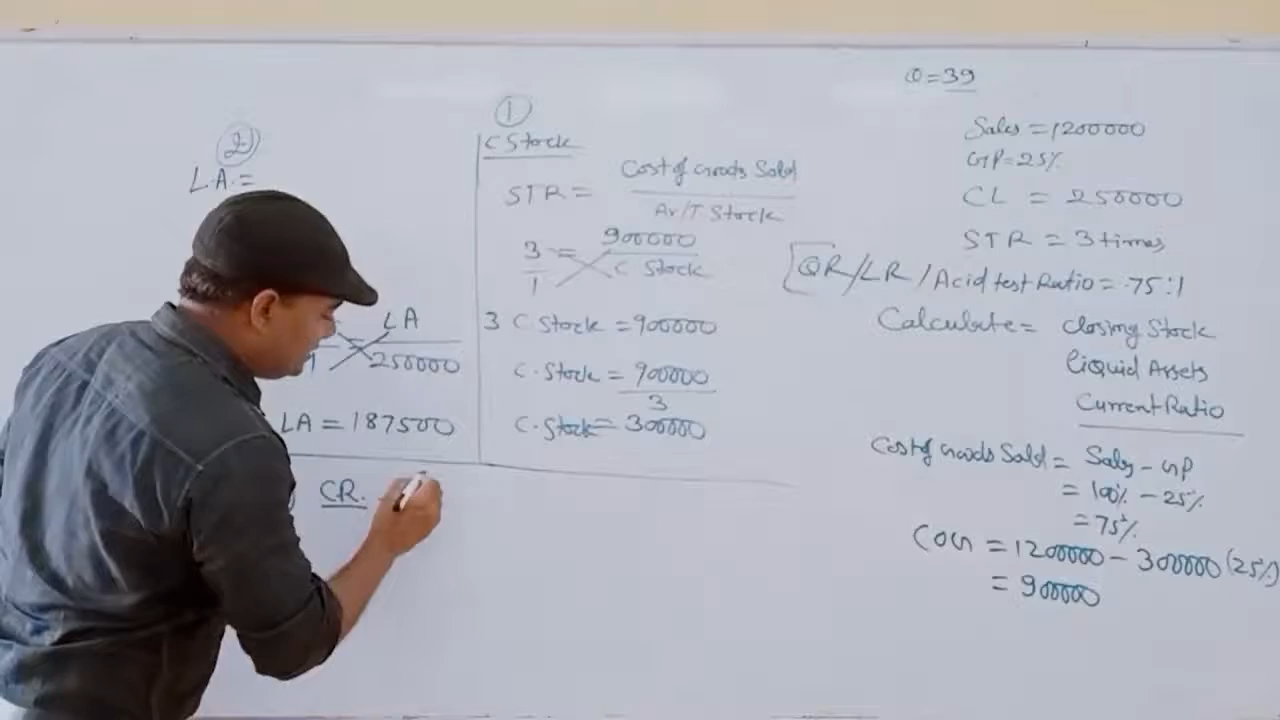 Q=39
Sales = 1200000
GP=25%
CL = 250000
STR = 3 times
QR/LR/Acid test Ratio = .75:1
Calculate = Closing Stock
Liquid Assets
Current Ratio
Cost of Goods Sold = Sales - GP
= 100% - 25%
= 75%
COG = 1200000 - 300000 (25%)
= 900000
①
C Stock
STR = Cost of Goods Sold
Av/T Stock
3 = 900000
1 C Stock
3 C.Stock = 900000
C.Stock = 900000
3
C.Stock = 300000
②
L.A. =
= LA
1 250000
LA = 187500
CR.